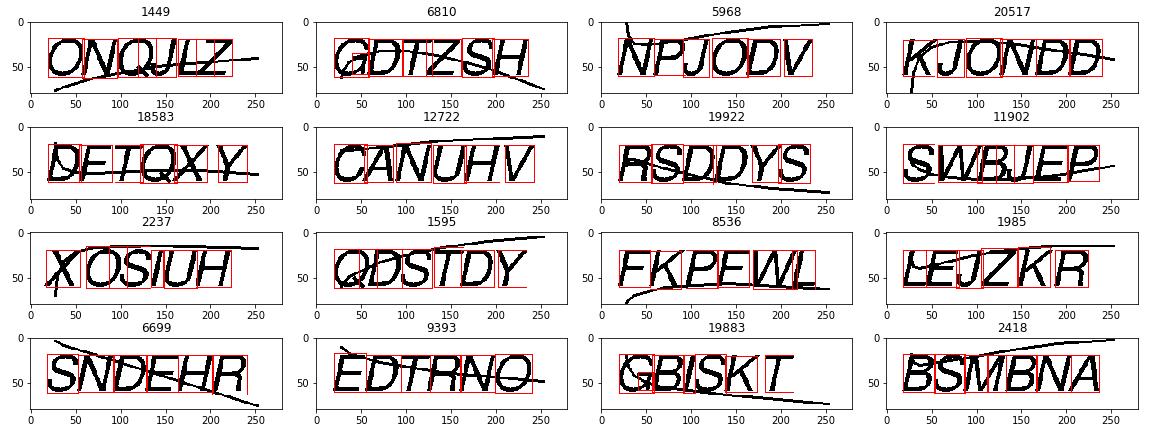 1449 6810 5968 20517
0 ONQJLZ 0 GDTZSH 0 NPJODV 0 KJONDD
50 50 50 50
0 50 100 150 200 250 0 50 100 150 200 250 0 50 100 150 200 250 0 50 100 150 200 250
18583 12722 19922 11902
0 DFTQXY 0 CANUHV 0 RSDDYS 0 SWBJEP
50 50 50 50
0 50 100 150 200 250 0 50 100 150 200 250 0 50 100 150 200 250 0 50 100 150 200 250
2237 1595 8536 1985
0 XOSIUH 0 QDSTDY 0 FKPFWL 0 LEJZKR
50 50 50 50
0 50 100 150 200 250 0 50 100 150 200 250 0 50 100 150 200 250 0 50 100 150 200 250
6699 9393 19883 2418
0 SNDEHR 0 EDTRNO 0 GBISKT 0 BSMBNA
50 50 50 50
0 50 100 150 200 250 0 50 100 150 200 250 0 50 100 150 200 250 0 50 100 150 200 250